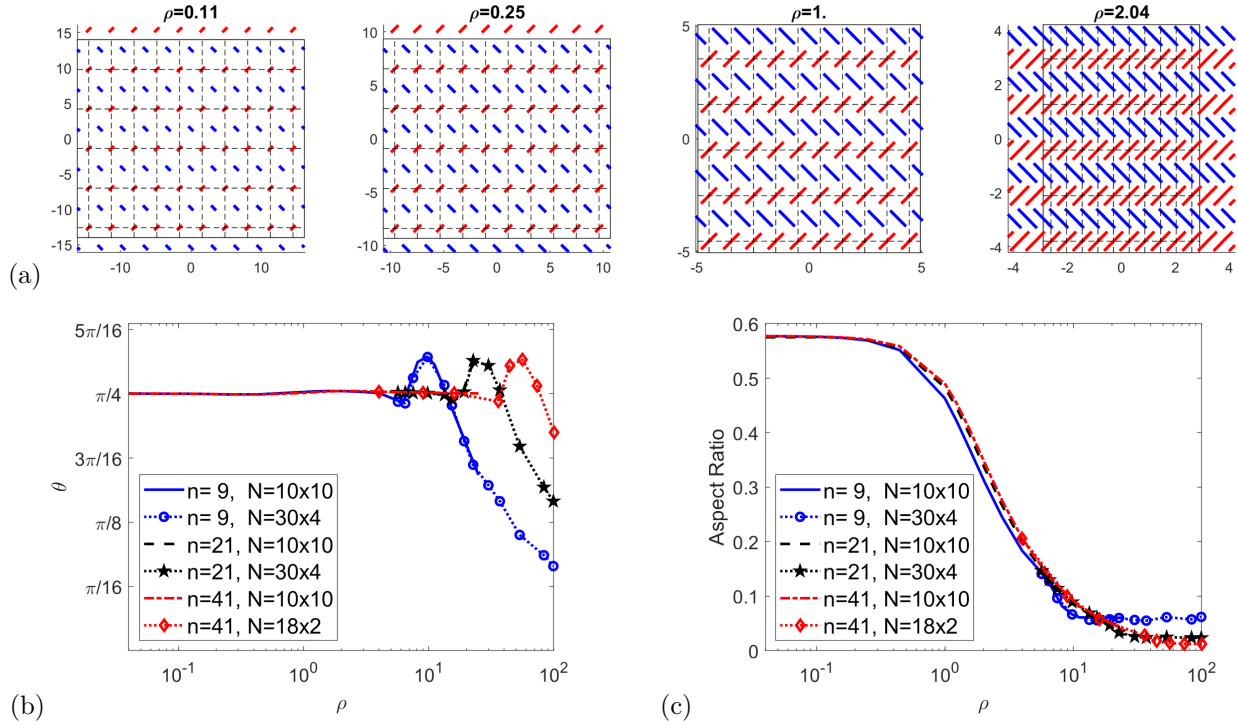 ρ=0.11
ρ=0.25
ρ=1.
ρ=2.04
15
10
5
0
-5
-10
-15
-10
0
10
10
5
0
-5
-10
-10
-5
0
5
10
5
0
-5
-5
0
5
4
2
0
-2
-4
-4
-2
0
2
4
(a)
5π/16
π/4
3π/16
π/8
π/16
θ
n= 9, N=10x10
n= 9, N=30x4
n=21, N=10x10
n=21, N=30x4
n=41, N=10x10
n=41, N=18x2
10^-1
10^0
10^1
10^2
ρ
(b)
0.6
0.5
0.4
0.3
0.2
0.1
0
Aspect Ratio
n= 9, N=10x10
n= 9, N=30x4
n=21, N=10x10
n=21, N=30x4
n=41, N=10x10
n=41, N=18x2
10^-1
10^0
10^1
10^2
ρ
(c)